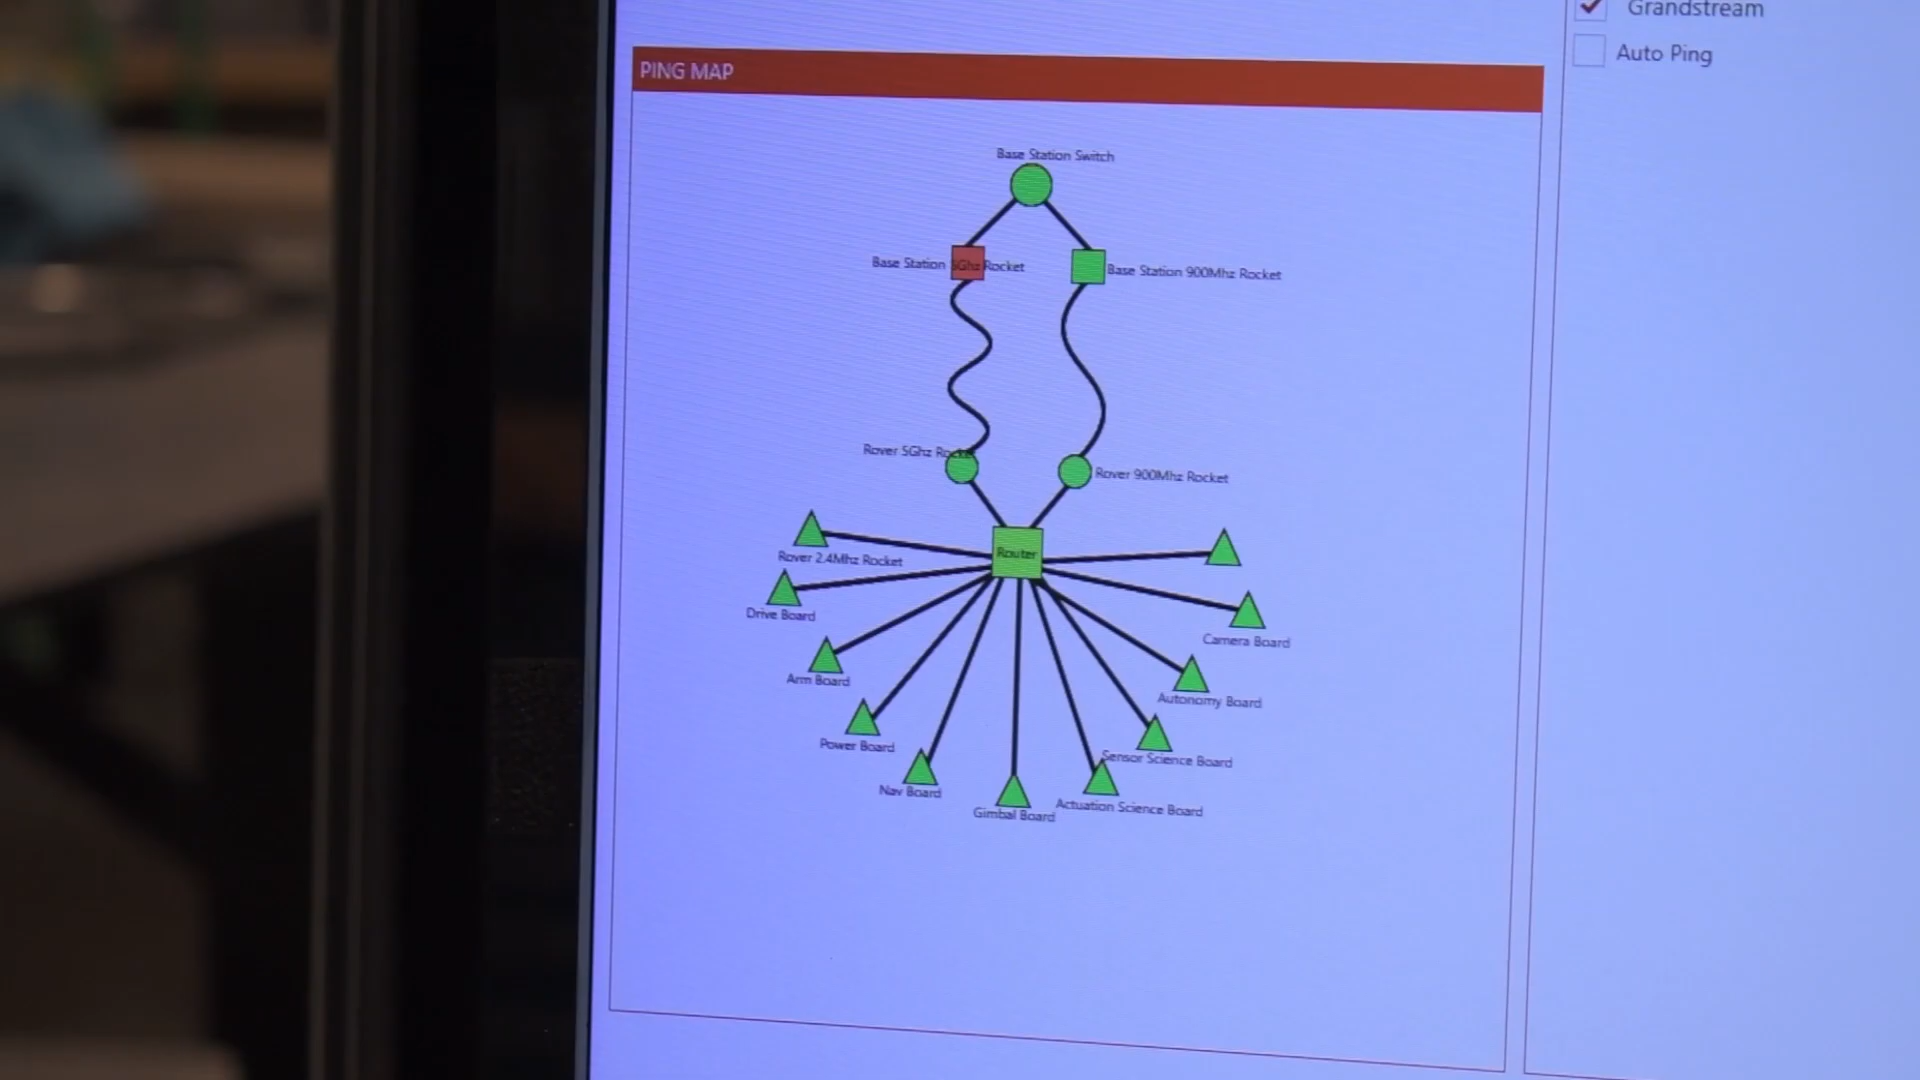 Grandstream
Auto Ping
PING MAP
Base Station Switch
Base Station 5Ghz Rocket
Base Station 900Mhz Rocket
Rover 5Ghz Rocket
Rover 900Mhz Rocket
Router
Rover 2.4Mhz Rocket
Drive Board
Camera Board
Arm Board
Autonomy Board
Power Board
Sensor Science Board
Nav Board
Actuation Science Board
Gimbal Board